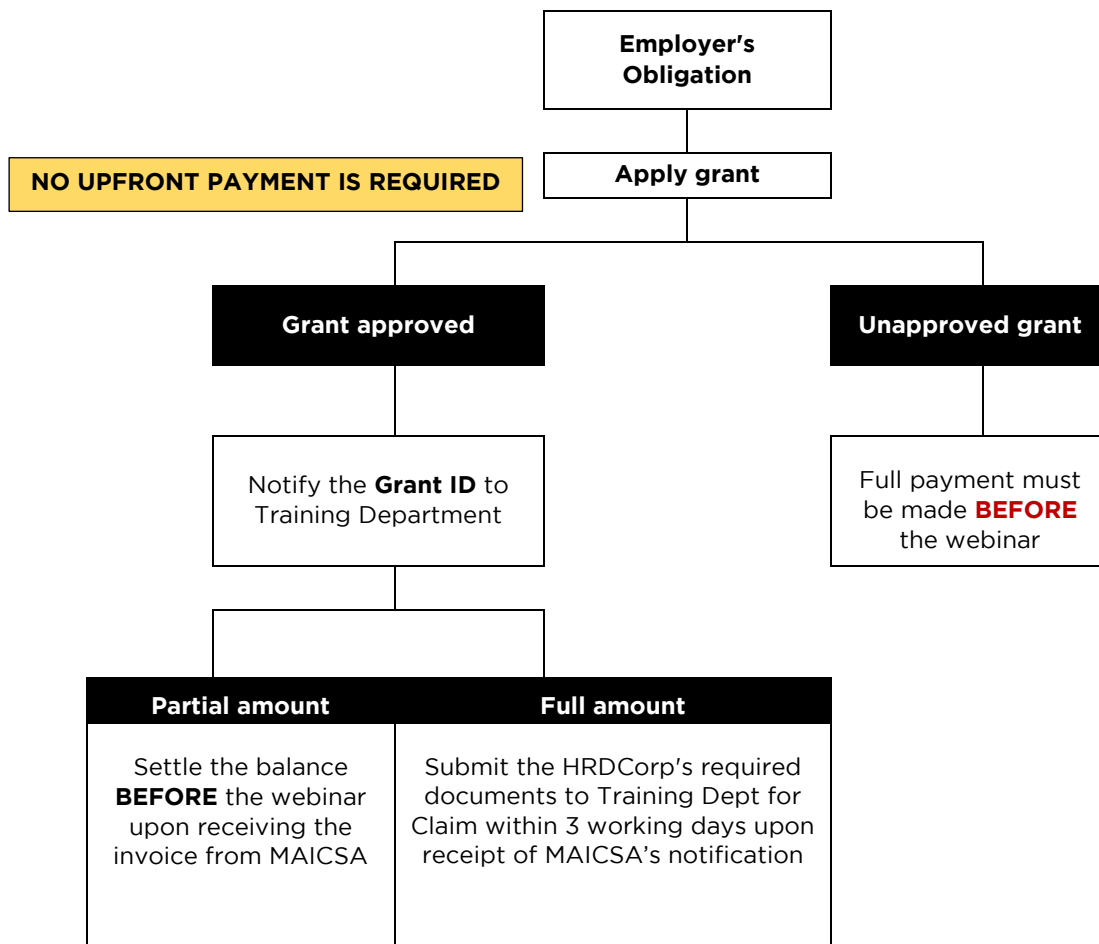 Employer's
Obligation
NO UPFRONT PAYMENT IS REQUIRED
Apply grant
Grant approved
Unapproved grant
Notify the Grant ID to
Training Department
Full payment must
be made BEFORE
the webinar
Partial amount
Full amount
Settle the balance
BEFORE the webinar
upon receiving the
invoice from MAICSA
Submit the HRDCorp's required
documents to Training Dept for
Claim within 3 working days upon
receipt of MAICSA’s notification